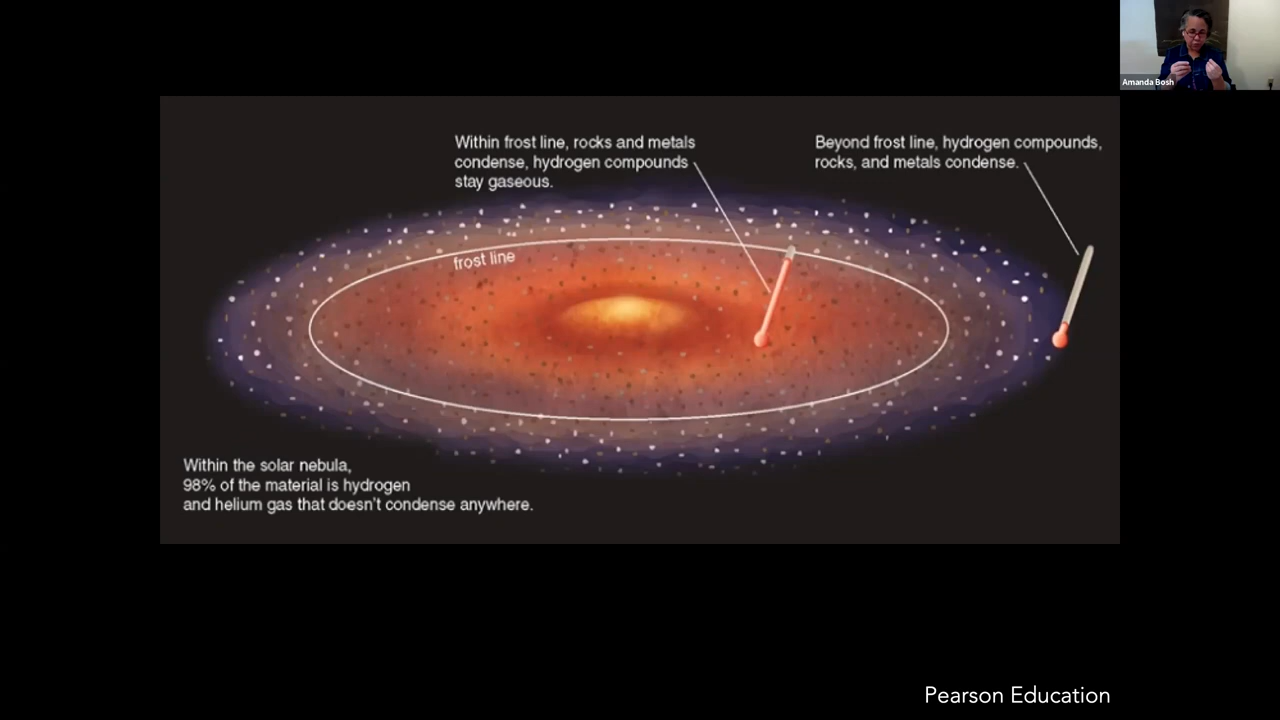 Amanda Bosh
Within frost line, rocks and metals
condense, hydrogen compounds
stay gaseous.
Beyond frost line, hydrogen compounds,
rocks, and metals condense.
frost line
Within the solar nebula,
98% of the material is hydrogen
and helium gas that doesn't condense anywhere.
Pearson Education